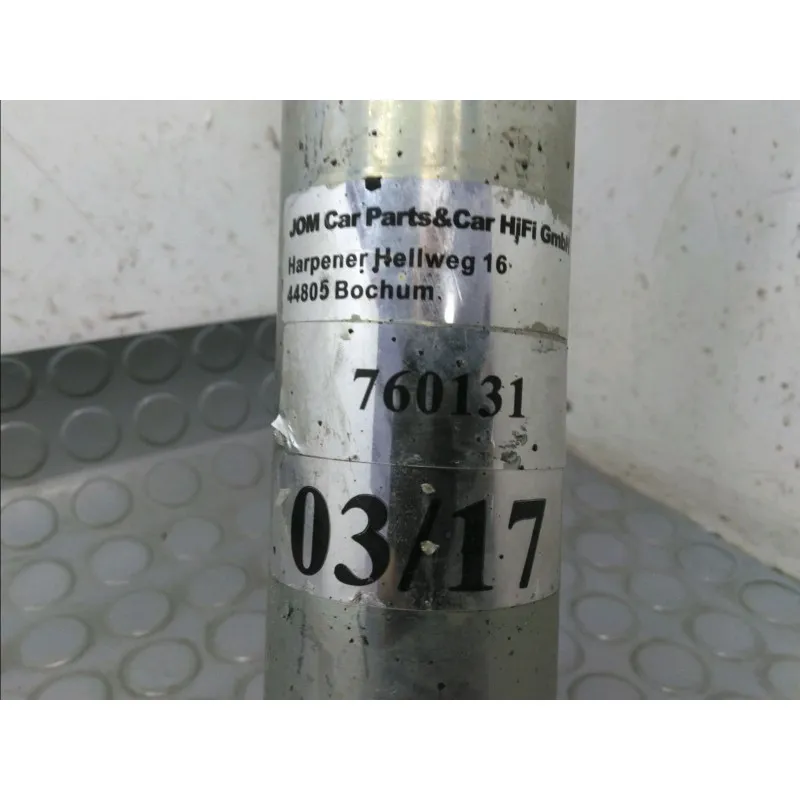 JOM Car Parts&Car HiFi GmbH
Harpener Hellweg 16
44805 Bochum
760131
03/17